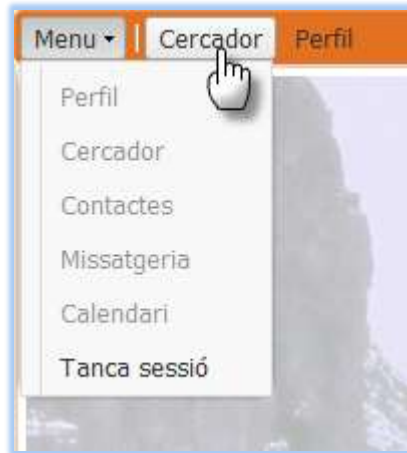 Menu Cercador Perfil
Perfil
Cercador
Contactes
Missatgeria
Calendari
Tanca sessió